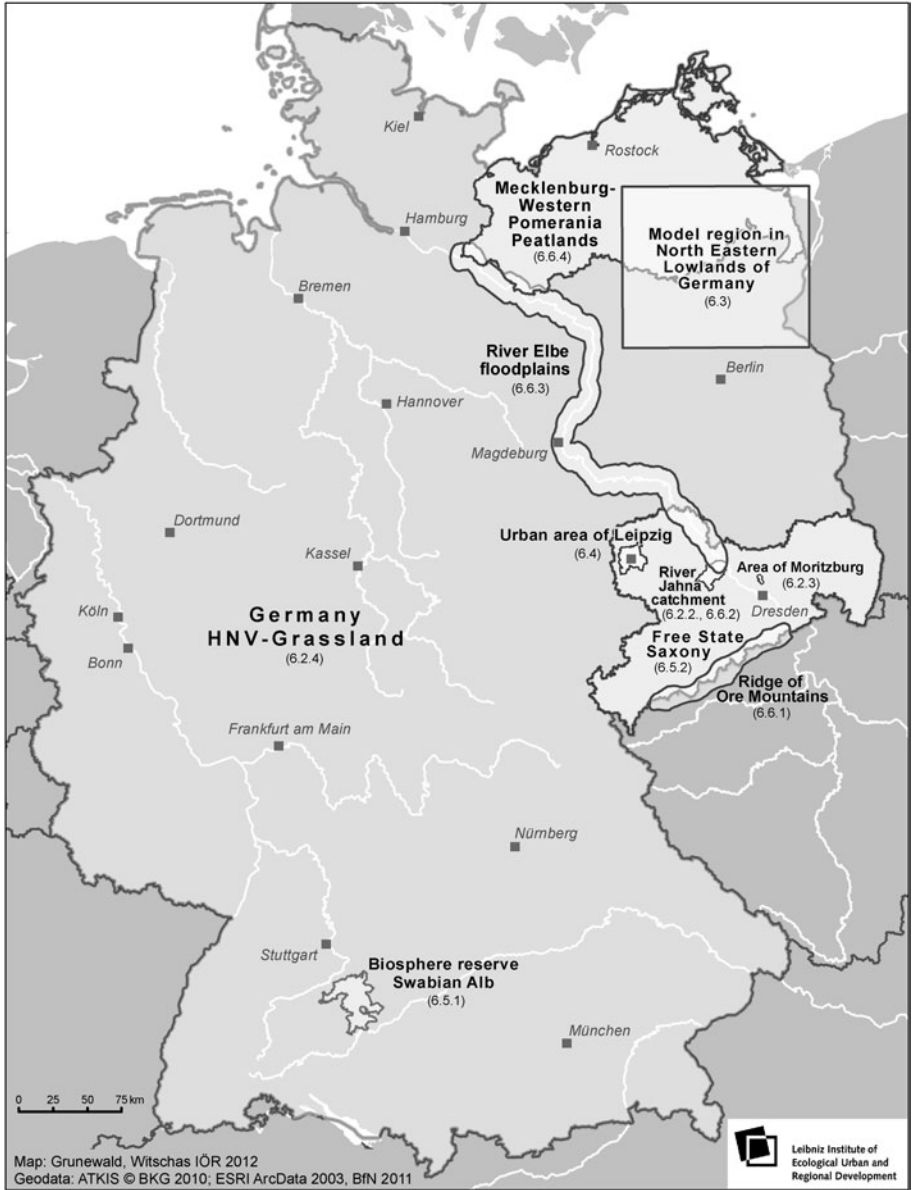 Kiel
Rostock
Mecklenburg-
Western
Pomerania
Peatlands
(6.6.4)
Hamburg
Model region in
North Eastern
Lowlands of
Germany
(6.3)
Bremen
River Elbe
floodplains
(6.6.3)
Berlin
Hannover
Magdeburg
Dortmund
Urban area of Leipzig
(6.4)
Kassel
River
Jahna
catchment
(6.2.2., 6.6.2)
Area of Moritzburg
(6.2.3)
Dresden
Köln
Germany
HNV-Grassland
(6.2.4)
Bonn
Free State
Saxony
(6.5.2)
Ridge of
Ore Mountains
(6.6.1)
Frankfurt am Main
Nürnberg
Stuttgart
Biosphere reserve
Swabian Alb
(6.5.1)
München
0 25 50 75 km
Map: Grunewald, Witschas IÖR 2012
Geodata: ATKIS © BKG 2010; ESRI ArcData 2003, BfN 2011
Leibniz Institute of
Ecological Urban and
Regional Development